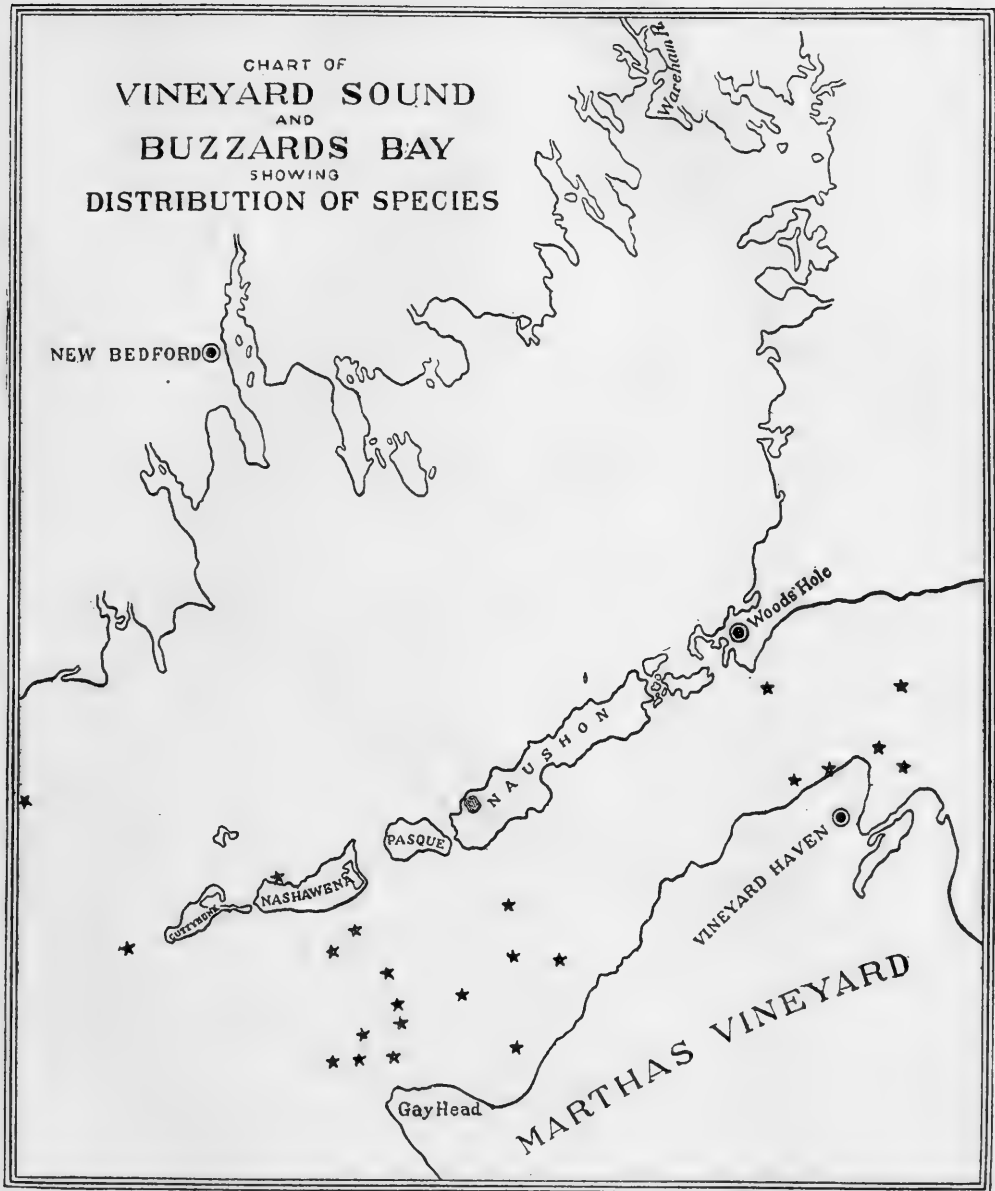 CHART OF
VINEYARD SOUND
AND
BUZZARDS BAY
SHOWING
DISTRIBUTION OF SPECIES
Wareham R.
NEW BEDFORD
Woods Hole
NAUSHON
PASQUE
NASHAWENA
CUTTYHUNK
VINEYARD HAVEN
MARTHAS VINEYARD
Gay Head